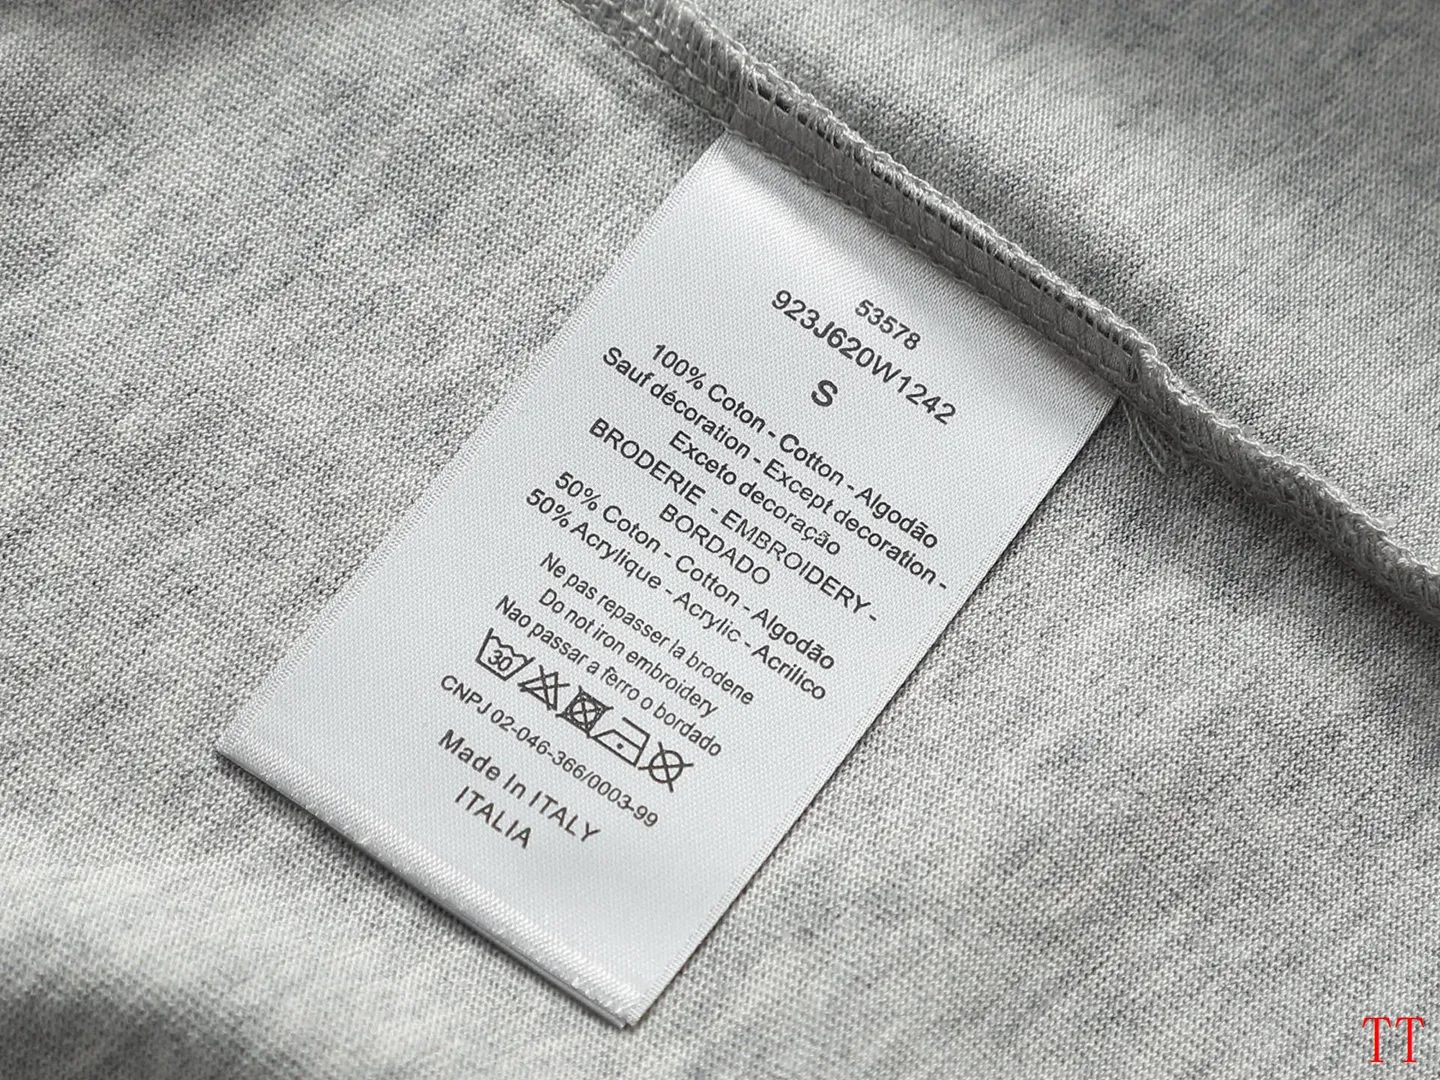 53578
923J620W1242
S
100% Coton - Cotton - Algodão
Sauf décoration - Except decoration -
Exceto decoração
BRODERIE - EMBROIDERY -
BORDADO
50% Coton - Cotton - Algodão
50% Acrylique - Acrylic - Acrilico
Ne pas repasser la brodene
Do not iron embroidery
Nao passar a ferro o bordado
30
CNPJ 02-046-366/0003-99
Made In ITALY
ITALIA
TT